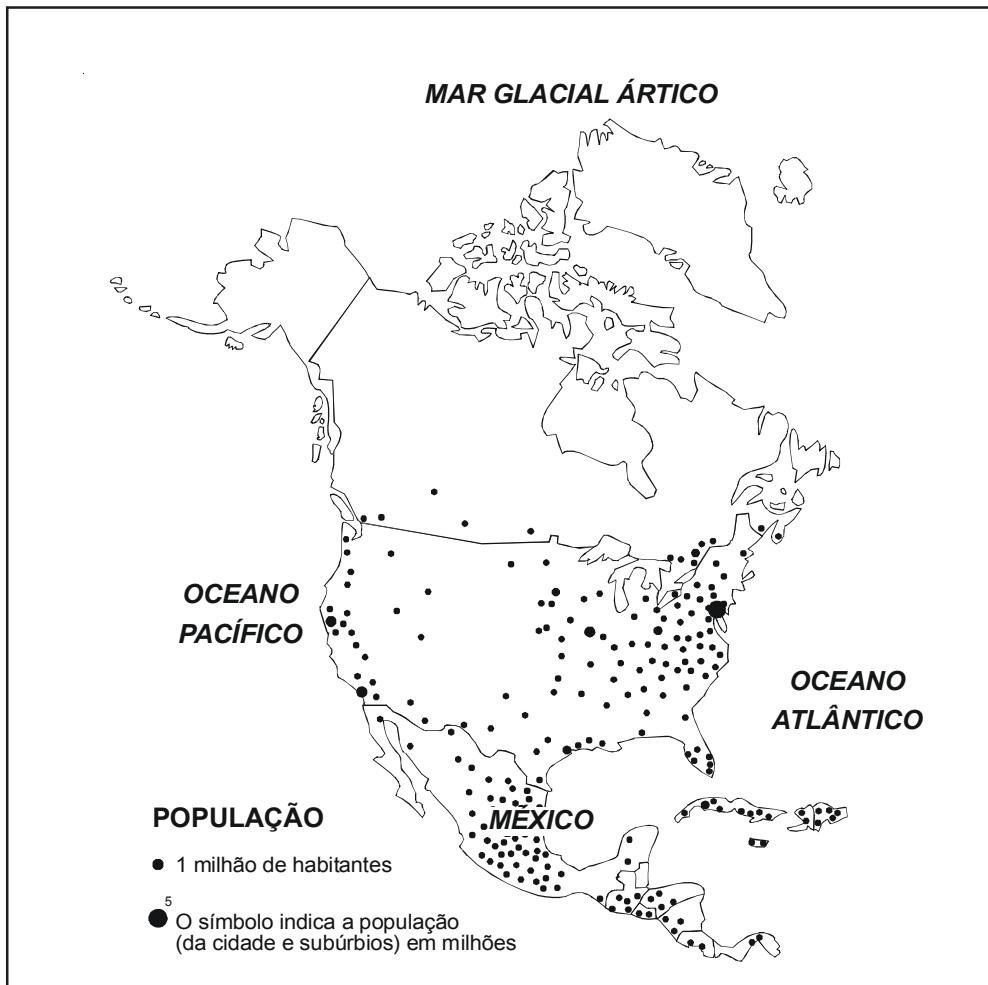 MAR GLACIAL ÁRTICO
OCEANO
PACÍFICO
OCEANO
ATLÂNTICO
MÉXICO
POPULAÇÃO
1 milhão de habitantes
5
O símbolo indica a população
(da cidade e subúrbios) em milhões